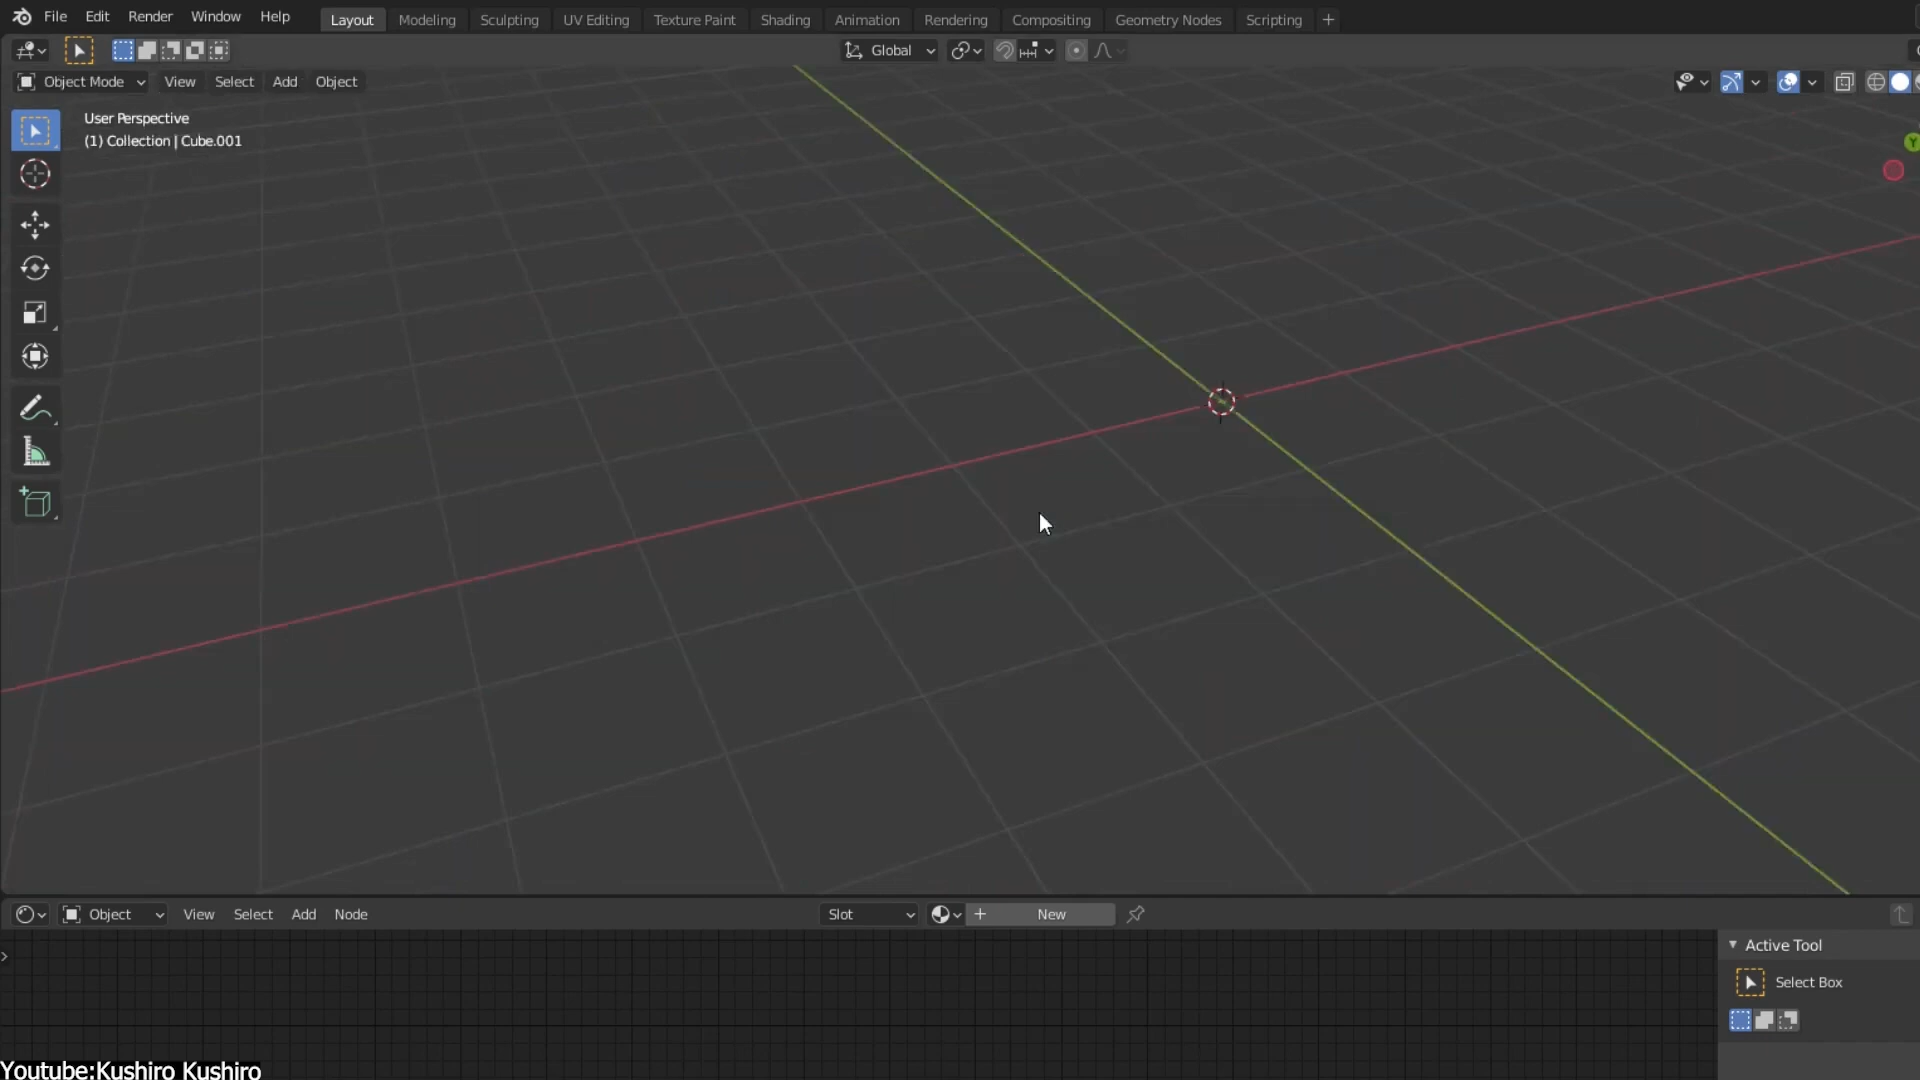 File Edit Render Window Help Layout Modeling Sculpting UV Editing Texture Paint Shading Animation Rendering Compositing Geometry Nodes Scripting +
Global
Object Mode View Select Add Object
User Perspective
(1) Collection | Cube.001
Y
Object View Select Add Node Slot New
Active Tool
Select Box
Youtube:Kushiro Kushiro